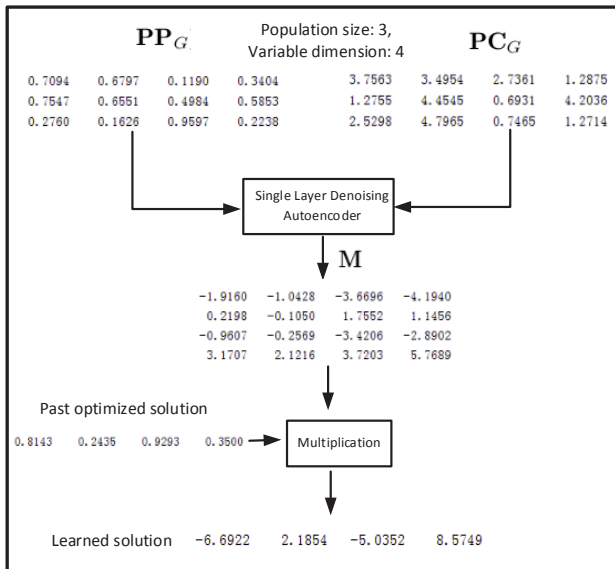 PP_G
Population size: 3,
Variable dimension: 4
PC_G
0.7094 0.6797 0.1190 0.3404
0.7547 0.6551 0.4984 0.5853
0.2760 0.1626 0.9597 0.2238
3.7563 3.4954 2.7361 1.2875
1.2755 4.4545 0.6931 4.2036
2.5298 4.7965 0.7465 1.2714
Single Layer Denoising
Autoencoder
M
-1.9160 -1.0428 -3.6696 -4.1940
0.2198 -0.1050 1.7552 1.1456
-0.9607 -0.2569 -3.4206 -2.8902
3.1707 2.1216 3.7203 5.7689
Past optimized solution
0.8143 0.2435 0.9293 0.3500
Multiplication
Learned solution -6.6922 2.1854 -5.0352 8.5749